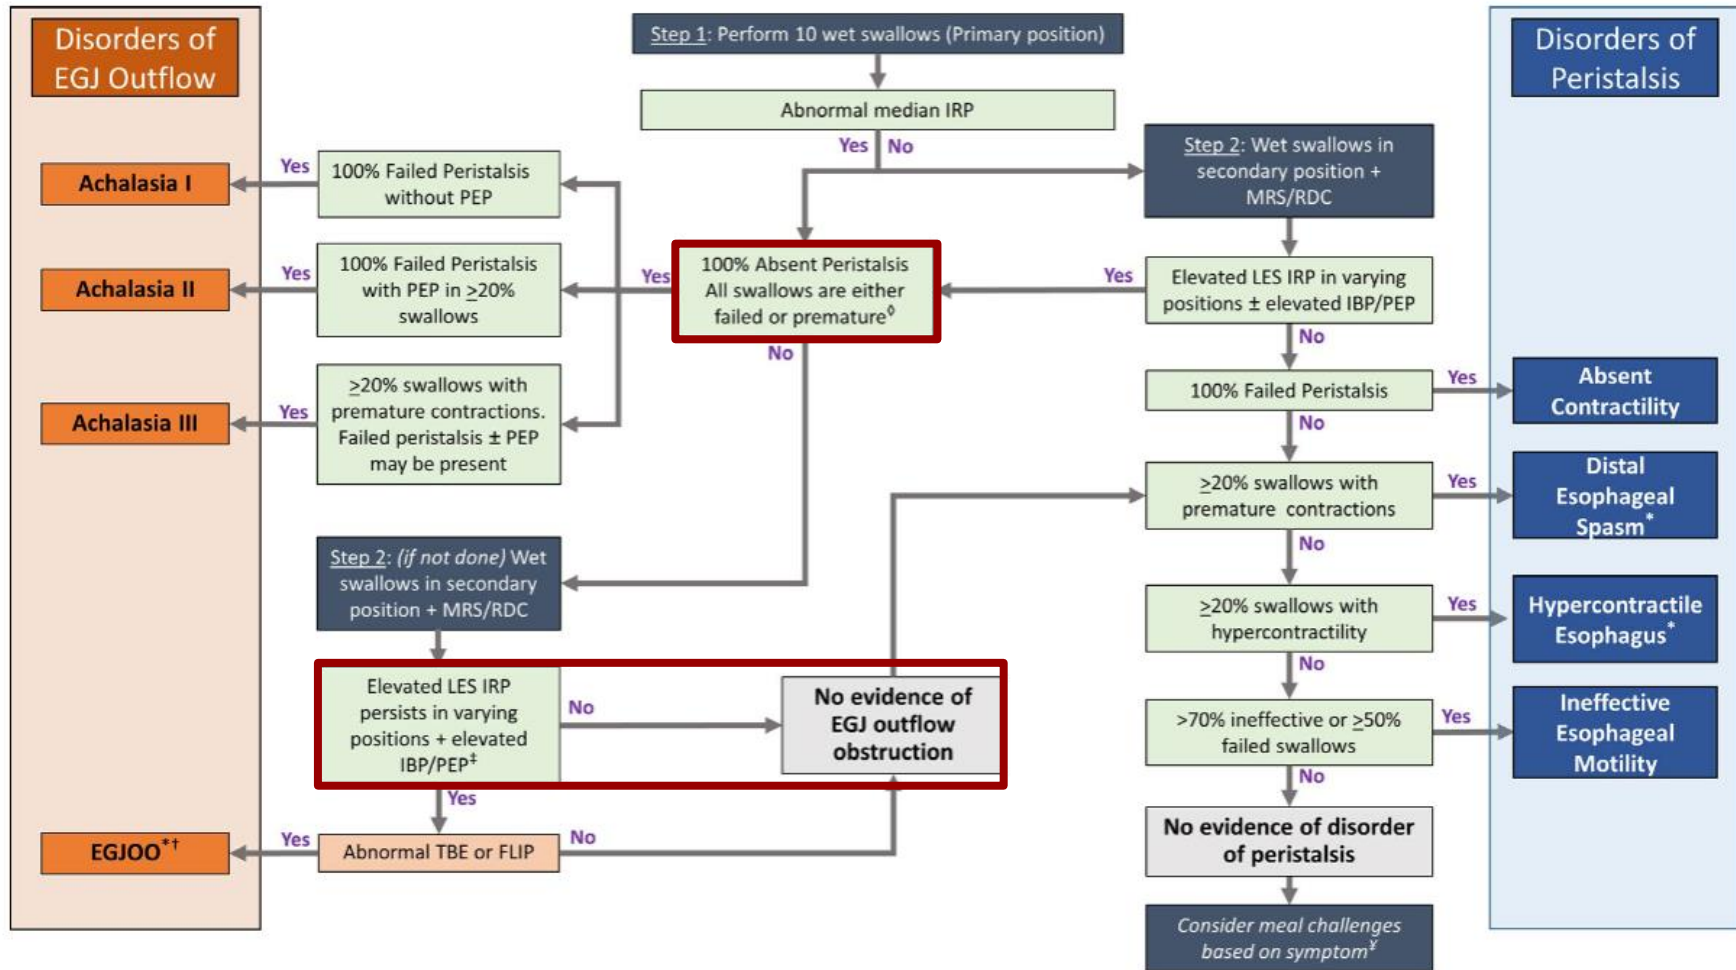 Disorders of
EGJ Outflow
Step 1: Perform 10 wet swallows (Primary position)
Disorders of
Peristalsis
Abnormal median IRP
Yes
No
Step 2: Wet swallows in
secondary position +
MRS/RDC
Achalasia I
Yes
100% Failed Peristalsis
without PEP
Achalasia II
Yes
100% Failed Peristalsis
with PEP in ≥20%
swallows
Yes
100% Absent Peristalsis
All swallows are either
failed or premature◊
Yes
Elevated LES IRP in varying
positions ± elevated IBP/PEP
No
No
Achalasia III
Yes
≥20% swallows with
premature contractions.
Failed peristalsis ± PEP
may be present
100% Failed Peristalsis
Yes
Absent
Contractility
No
≥20% swallows with
premature contractions
Yes
Distal
Esophageal
Spasm*
No
Step 2: (if not done) Wet
swallows in secondary
position + MRS/RDC
≥20% swallows with
hypercontractility
Yes
Hypercontractile
Esophagus*
No
Elevated LES IRP
persists in varying
positions + elevated
IBP/PEP‡
No
No evidence of
EGJ outflow
obstruction
>70% ineffective or ≥50%
failed swallows
Yes
Ineffective
Esophageal
Motility
Yes
No
EGJOO*†
Yes
Abnormal TBE or FLIP
No
No evidence of disorder
of peristalsis
Consider meal challenges
based on symptom¥